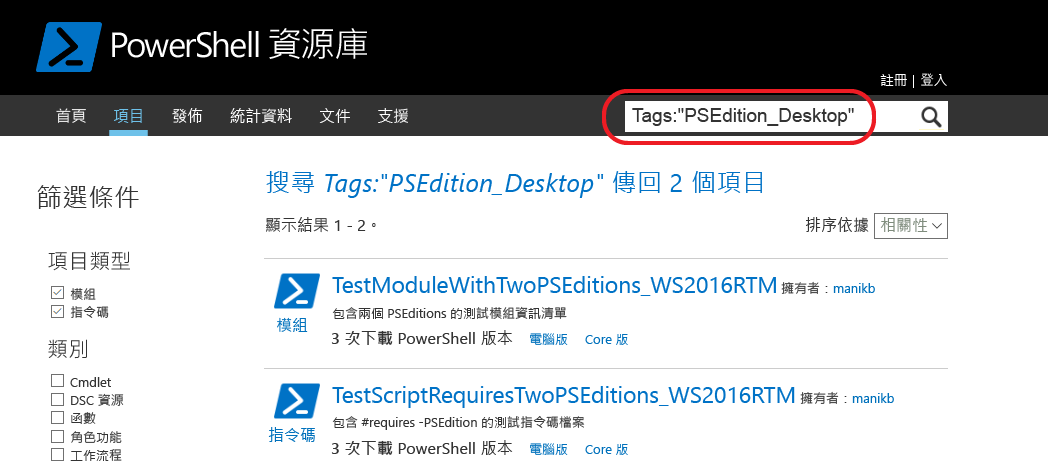 PowerShell 資源庫
註冊 | 登入
首頁 項目 發佈 統計資料 文件 支援
Tags:"PSEdition_Desktop"
篩選條件
搜尋 Tags:"PSEdition_Desktop" 傳回 2 個項目
顯示結果 1 - 2。
排序依據 相關性
項目類型
模組
指令碼
類別
Cmdlet
DSC 資源
函數
角色功能
工作流程
TestModuleWithTwoPSEditions_WS2016RTM 擁有者：manikb
包含兩個 PSEditions 的測試模組資訊清單
模組
3 次下載 PowerShell 版本 電腦版 Core 版
TestScriptRequiresTwoPSEditions_WS2016RTM 擁有者：manikb
包含 #requires -PSEdition 的測試指令碼檔案
指令碼
3 次下載 PowerShell 版本 電腦版 Core 版